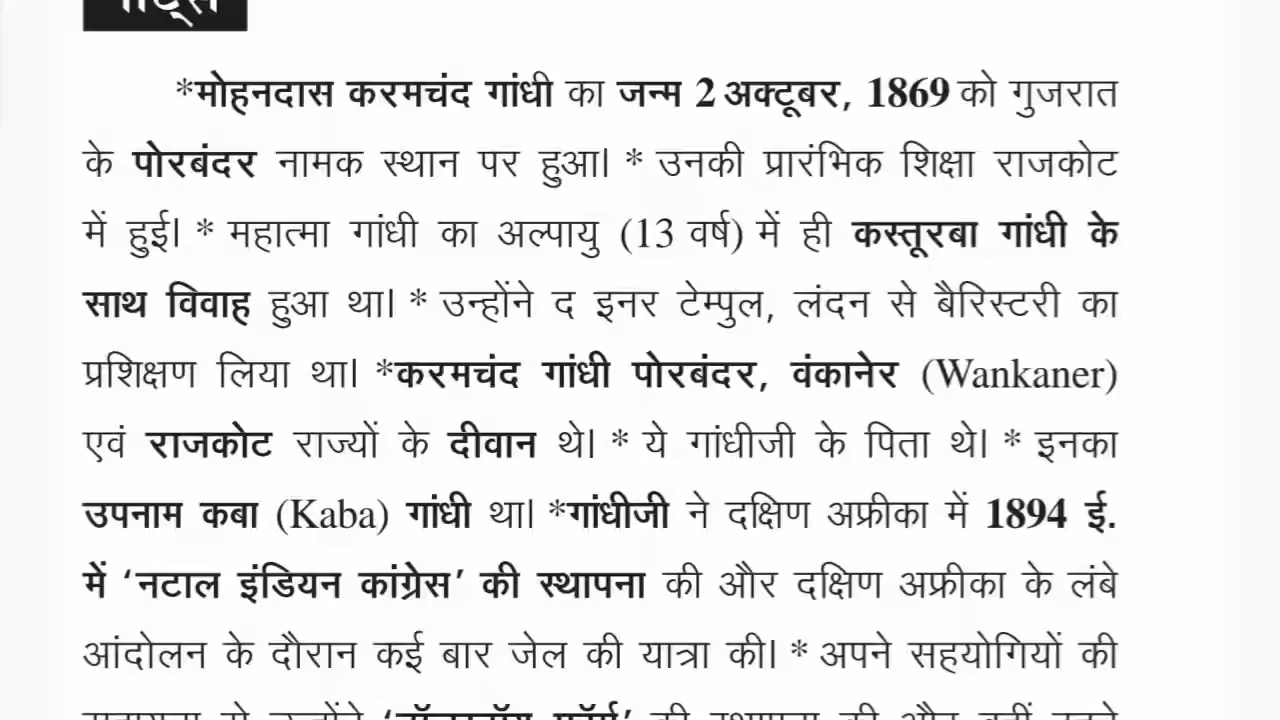 *मोहनदास करमचंद गांधी का जन्म 2 अक्टूबर, 1869 को गुजरात
के पोरबंदर नामक स्थान पर हुआ। * उनकी प्रारंभिक शिक्षा राजकोट
में हुई। * महात्मा गांधी का अल्पायु (13 वर्ष) में ही कस्तूरबा गांधी के
साथ विवाह हुआ था। * उन्होंने द इनर टेम्पुल, लंदन से बैरिस्टरी का
प्रशिक्षण लिया था। *करमचंद गांधी पोरबंदर, वंकानेर (Wankaner)
एवं राजकोट राज्यों के दीवान थे। * ये गांधीजी के पिता थे। * इनका
उपनाम कबा (Kaba) गांधी था। *गांधीजी ने दक्षिण अफ्रीका में 1894 ई.
में ‘नटाल इंडियन कांग्रेस’ की स्थापना की और दक्षिण अफ्रीका के लंबे
आंदोलन के दौरान कई बार जेल की यात्रा की। * अपने सहयोगियों की